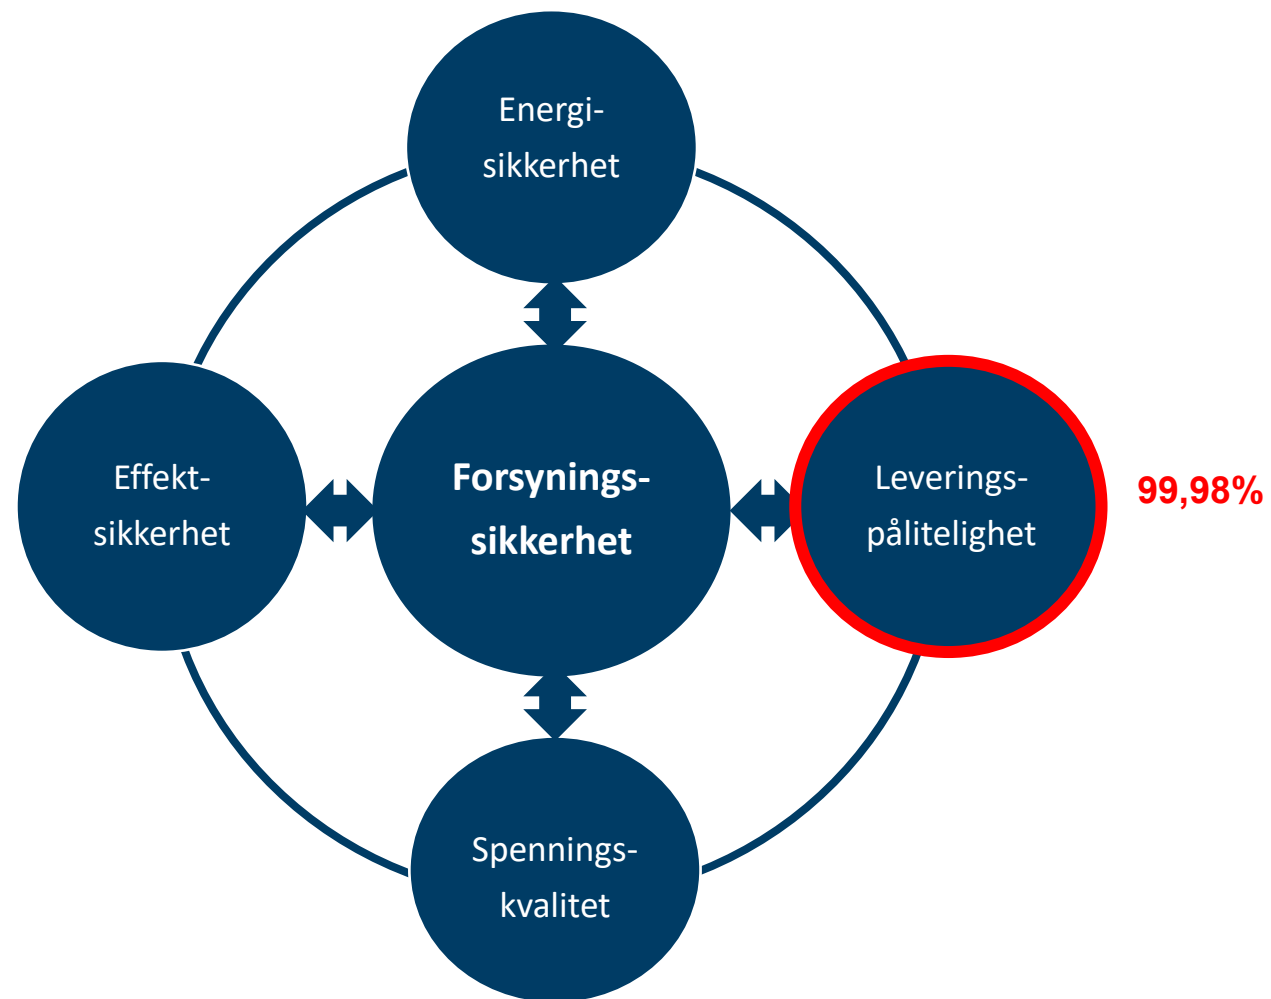 Energi-
sikkerhet
Effekt-
sikkerhet
Forsynings-
sikkerhet
Leverings-
pålitelighet
99,98%
Spennings-
kvalitet